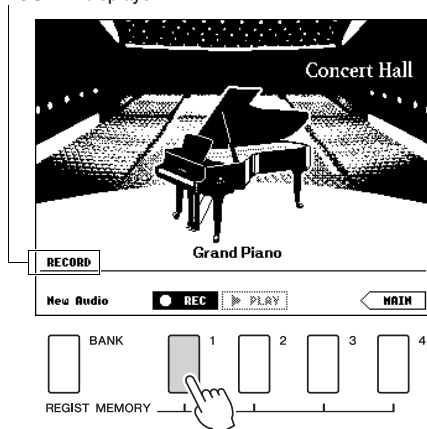 Concert Hall
Grand Piano
RECORD
New Audio REC PLAY MAIN
BANK 1 2 3 4
REGIST MEMORY